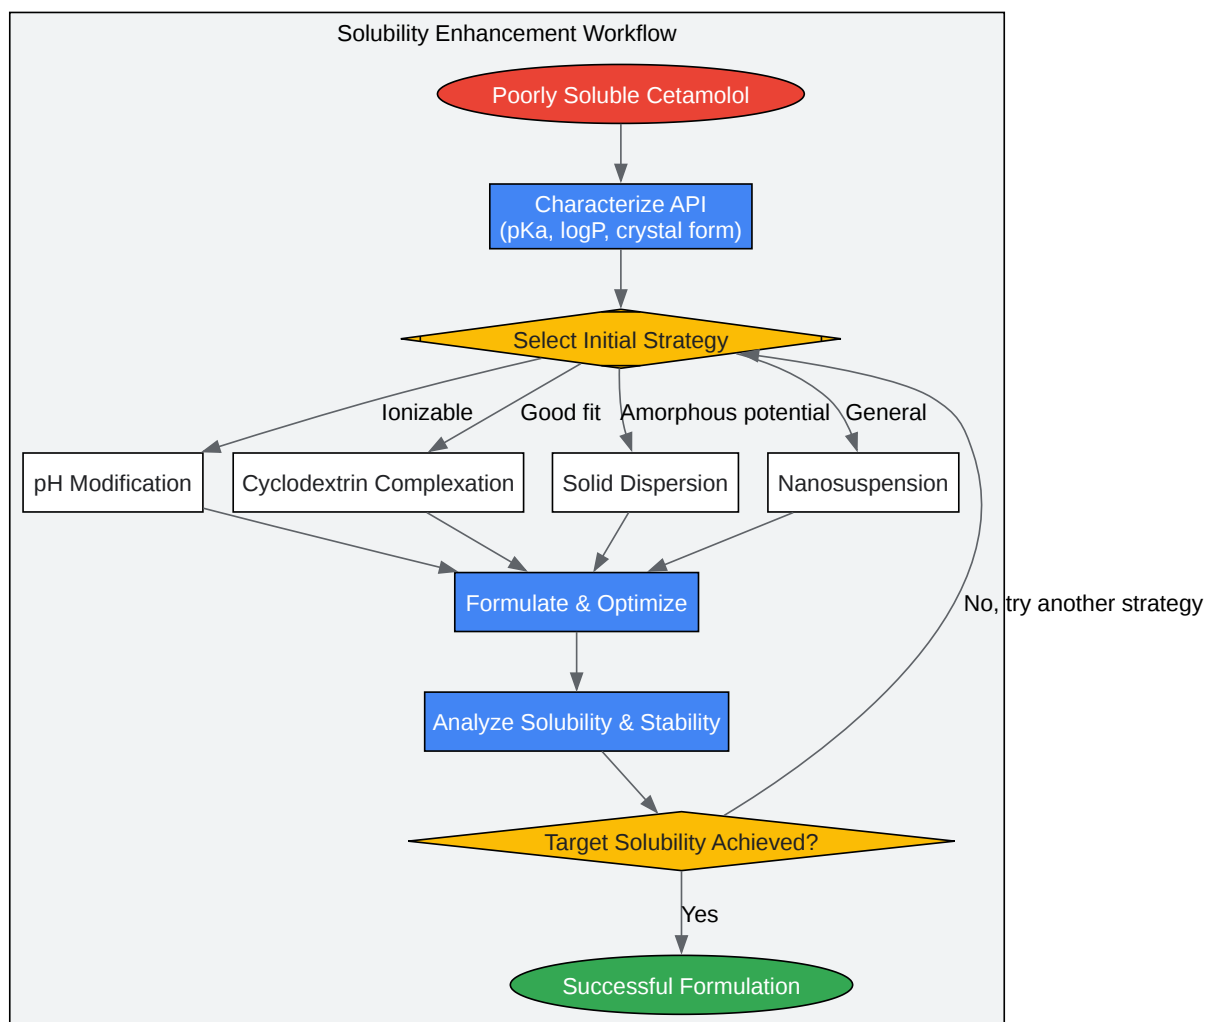 Solubility Enhancement Workflow
Poorly Soluble Cetamolol
Characterize API
(pKa, logP, crystal form)
Select Initial Strategy
Ionizable
Good fit
Amorphous potential
General
pH Modification
Cyclodextrin Complexation
Solid Dispersion
Nanosuspension
Formulate & Optimize
No, try another strategy
Analyze Solubility & Stability
Target Solubility Achieved?
Yes
Successful Formulation